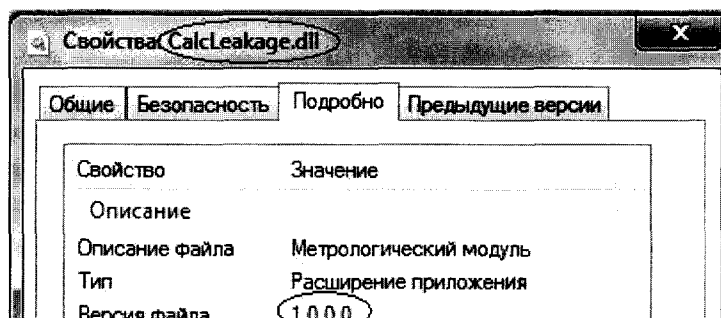 Свойства: CalcLeakage.dll
Общие Безопасность Подробно Предыдущие версии
Свойство Значение
Описание
Описание файла Метрологический модуль
Тип Расширение приложения
Версия файла 1.0.0.0